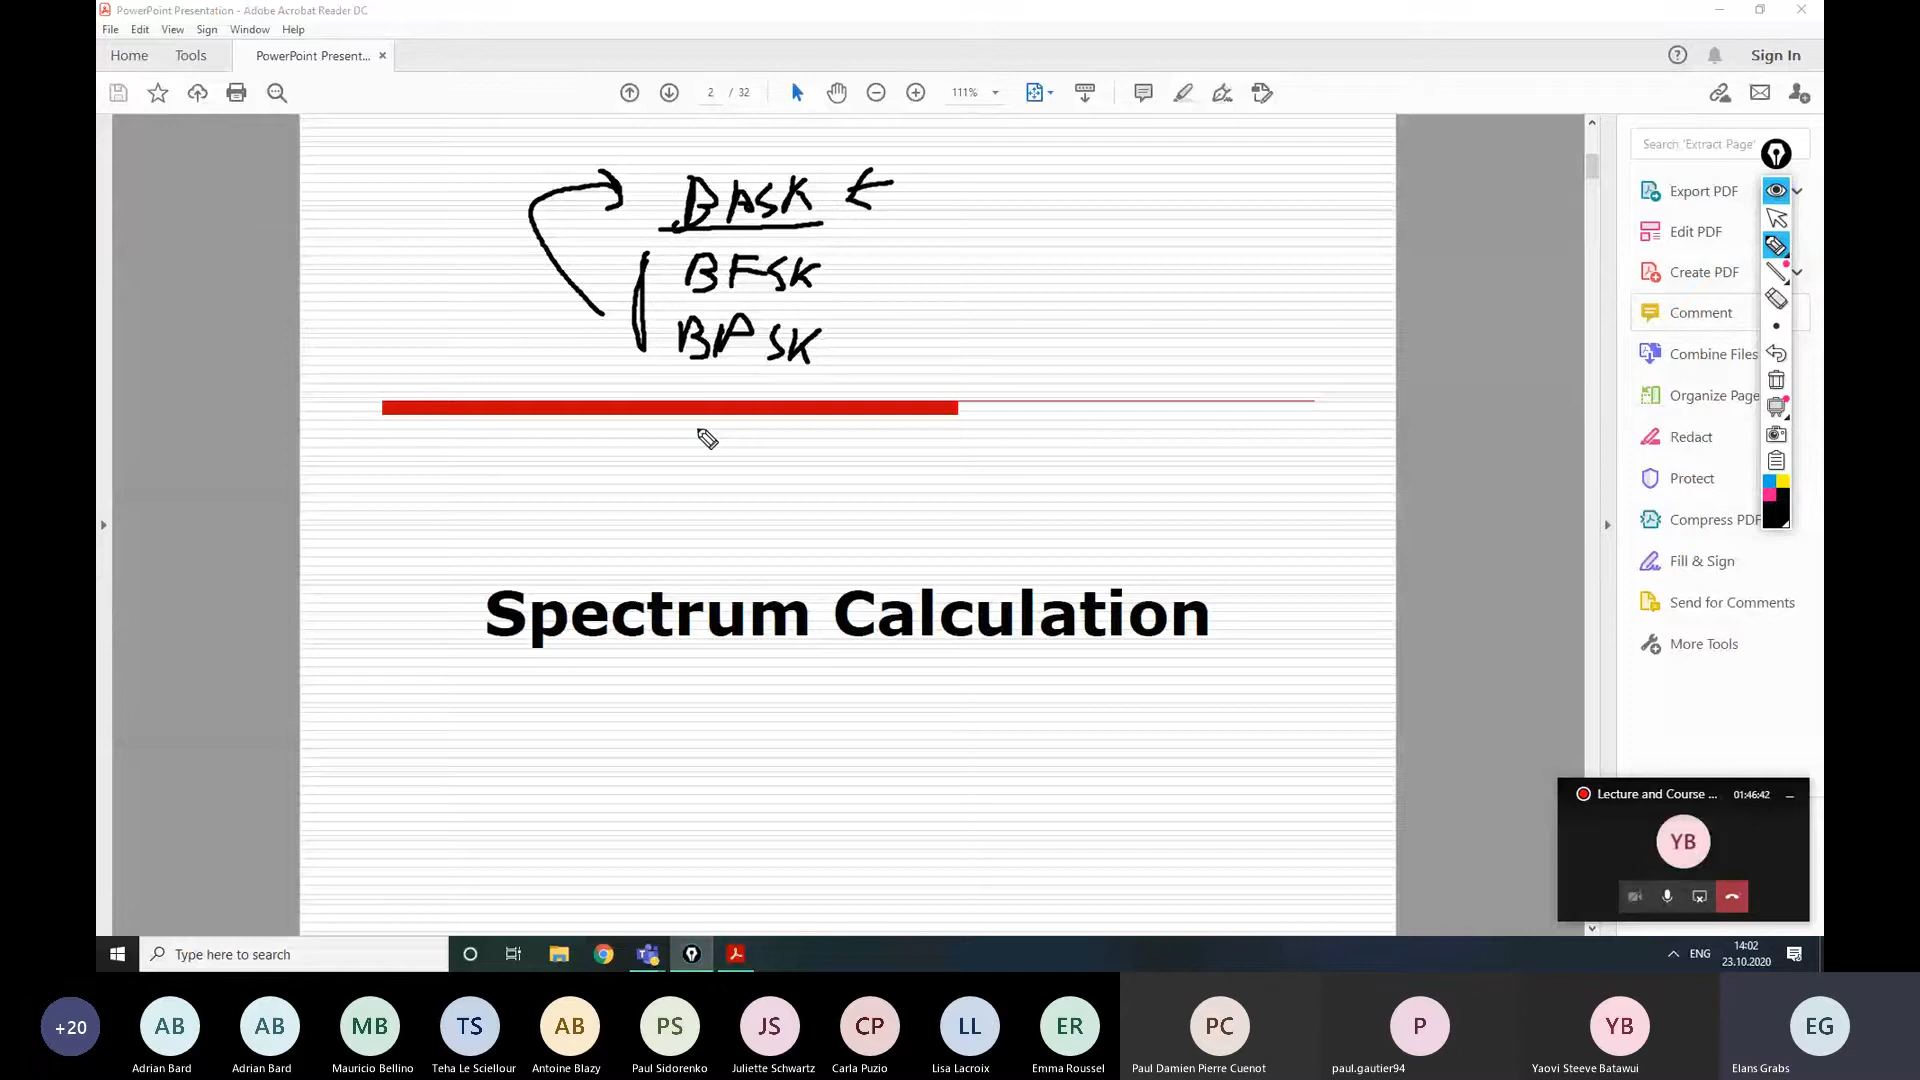 PowerPoint Presentation - Adobe Acrobat Reader DC
File Edit View Sign Window Help
Home Tools PowerPoint Present... × Sign In
2 / 32 111%
BASK ←
BFSK
BPSK
Spectrum Calculation
Search 'Extract Page'
Export PDF
Edit PDF
Create PDF
Comment
Combine Files
Organize Page
Redact
Protect
Compress PDF
Fill & Sign
Send for Comments
More Tools
Lecture and Course ... 01:46:42
YB
Type here to search
ENG
14:02
23.10.2020
+20 AB AB MB TS AB PS JS CP LL ER PC P YB EG
Adrian Bard Adrian Bard Mauricio Bellino Teha Le Sciellour Antoine Blazy Paul Sidorenko Juliette Schwartz Carla Puzio Lisa Lacroix Emma Roussel Paul Damien Pierre Cuenot paul.gautier94 Yaovi Steeve Batawui Elans Grabs